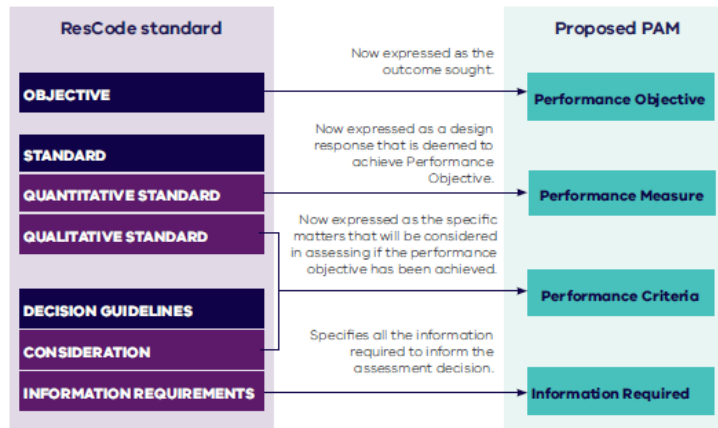 ResCode standard
Proposed PAM
Now expressed as the
outcome sought.
OBJECTIVE
Performance Objective
Now expressed as a design
response that is deemed to
achieve Performance
Objective.
STANDARD
QUANTITATIVE STANDARD
Performance Measure
QUALITATIVE STANDARD
Now expressed as the specific
matters that will be considered
in assessing if the performance
objective has been achieved.
Performance Criteria
DECISION GUIDELINES
CONSIDERATION
Specifies all the information
required to inform the
assessment decision.
INFORMATION REQUIREMENTS
Information Required